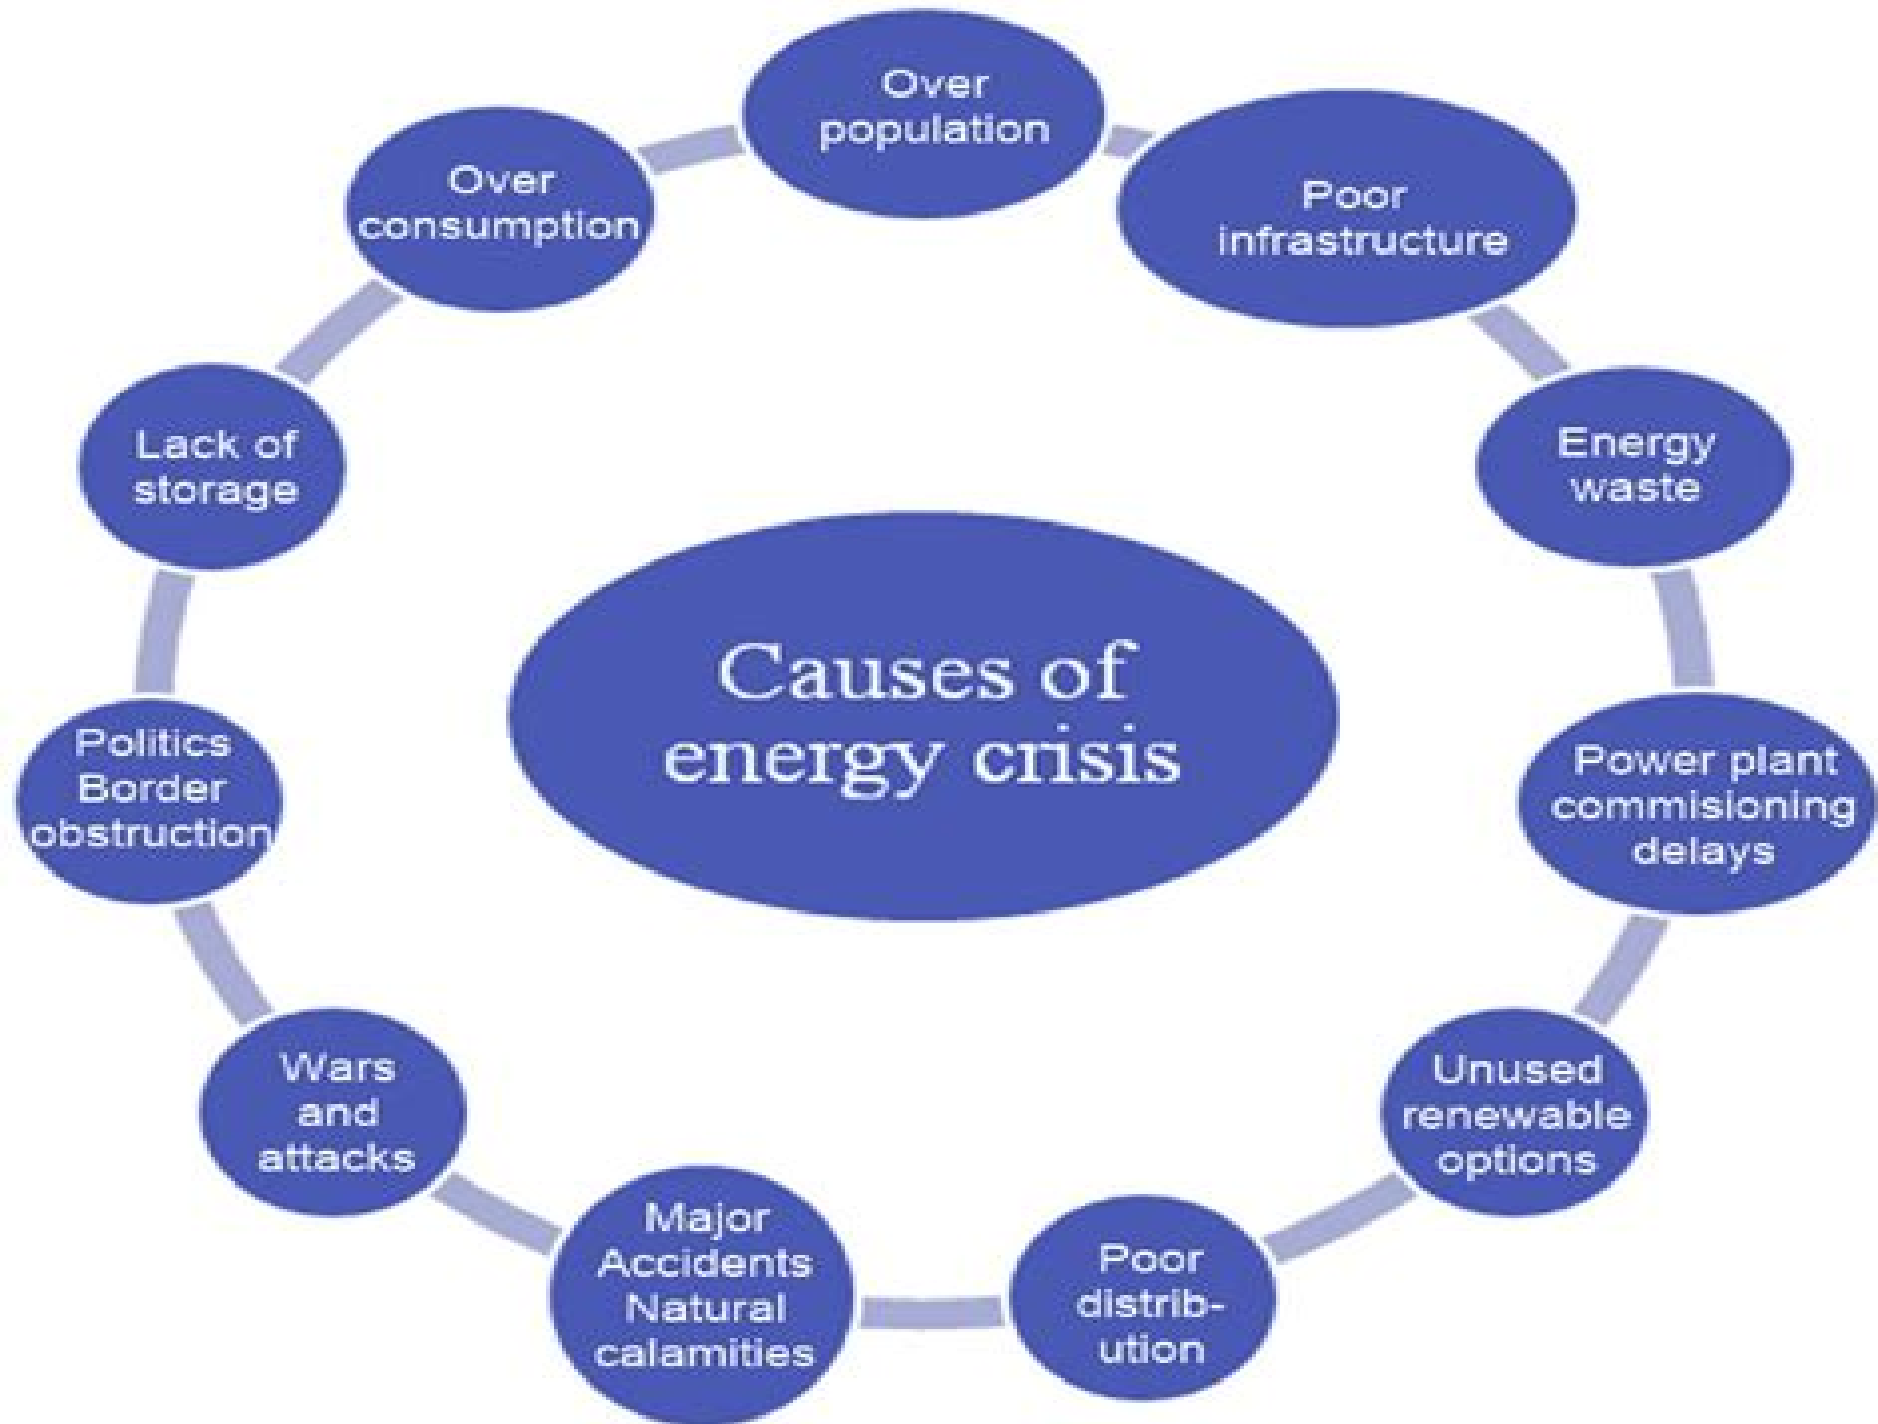 Over
population
Poor
infrastructure
Energy
waste
Power plant
commisioning
delays
Unused
renewable
options
Poor
distrib-
ution
Major
Accidents
Natural
calamities
Wars
and
attacks
Politics
Border
obstruction
Lack of
storage
Over
consumption
Causes of
energy crisis